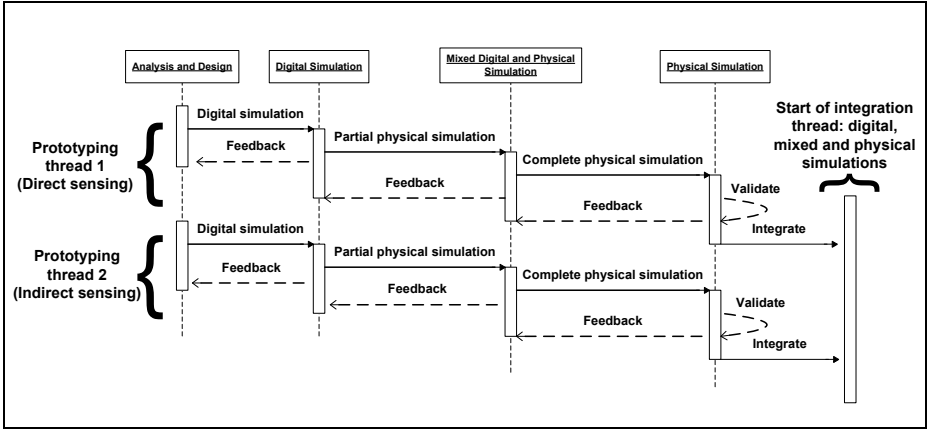 Analysis and Design
Digital Simulation
Mixed Digital and Physical
Simulation
Physical Simulation
Start of integration
thread: digital,
mixed and physical
simulations
Prototyping
thread 1
(Direct sensing)
Digital simulation
Feedback
Partial physical simulation
Feedback
Complete physical simulation
Feedback
Validate
Integrate
Prototyping
thread 2
(Indirect sensing)
Digital simulation
Feedback
Partial physical simulation
Feedback
Complete physical simulation
Feedback
Validate
Integrate